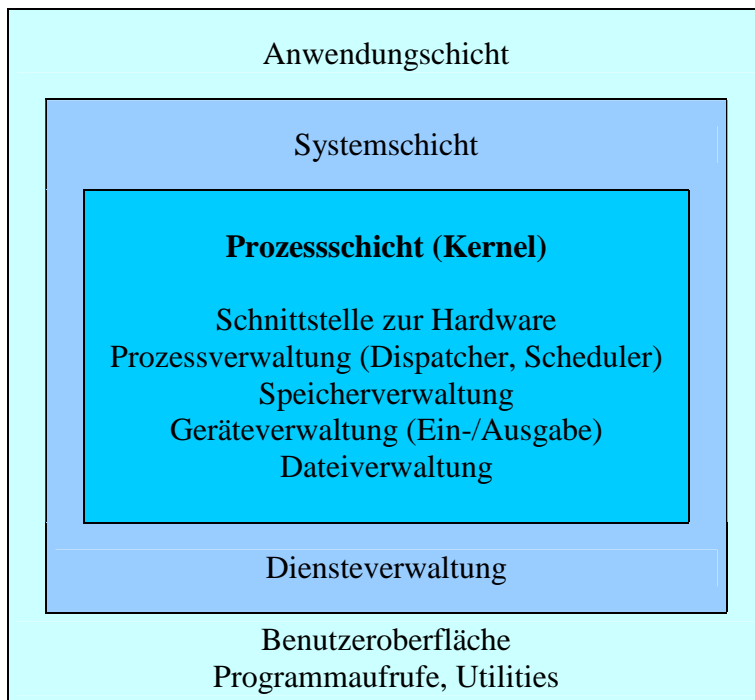 Anwendungschicht
Systemschicht
Prozessschicht (Kernel)
Schnittstelle zur Hardware
Prozessverwaltung (Dispatcher, Scheduler)
Speicherverwaltung
Geräteverwaltung (Ein-/Ausgabe)
Dateiverwaltung
Diensteverwaltung
Benutzeroberfläche
Programmaufrufe, Utilities